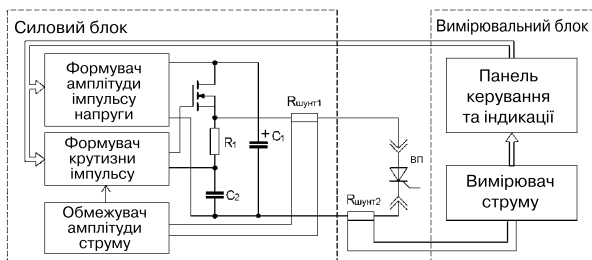 Силовий блок
Вимірювальний блок
Формувач
амплітуди
імпульсу
напруги
Формувач
крутизни
імпульсу
Обмежувач
амплітуди
струму
R1
C2
+
C1
Rшунт1
Rшунт2
ВП
Панель
керування
та індикації
Вимірювач
струму